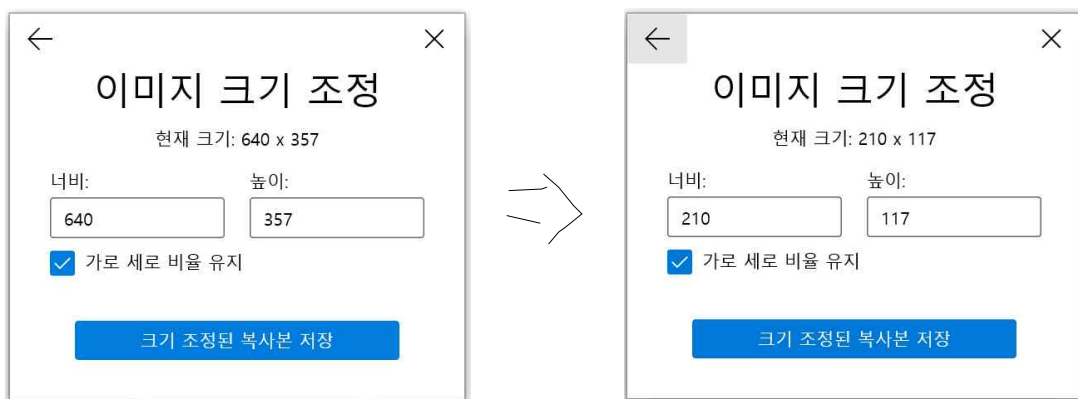 이미지 크기 조정
현재 크기: 640 x 357
너비:
높이:
640
357
가로 세로 비율 유지
크기 조정된 복사본 저장
이미지 크기 조정
현재 크기: 210 x 117
너비:
높이:
210
117
가로 세로 비율 유지
크기 조정된 복사본 저장